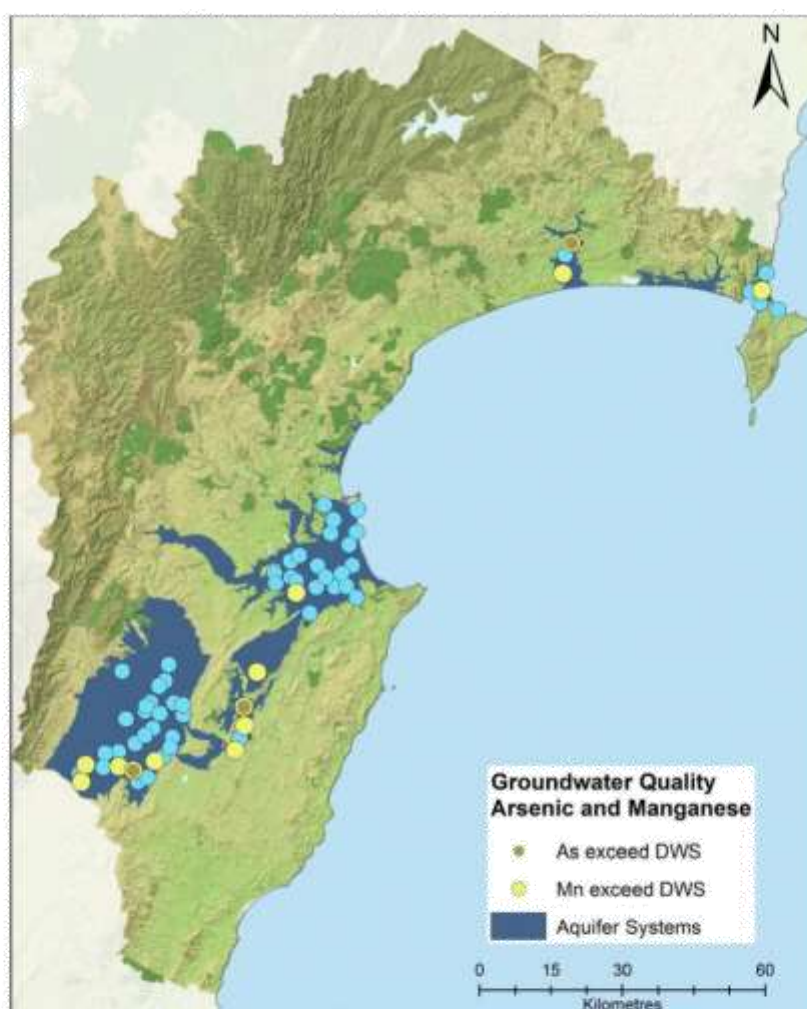 N
Groundwater Quality
Arsenic and Manganese
As exceed DWS
Mn exceed DWS
Aquifer Systems
0 15 30 60
Kilometres